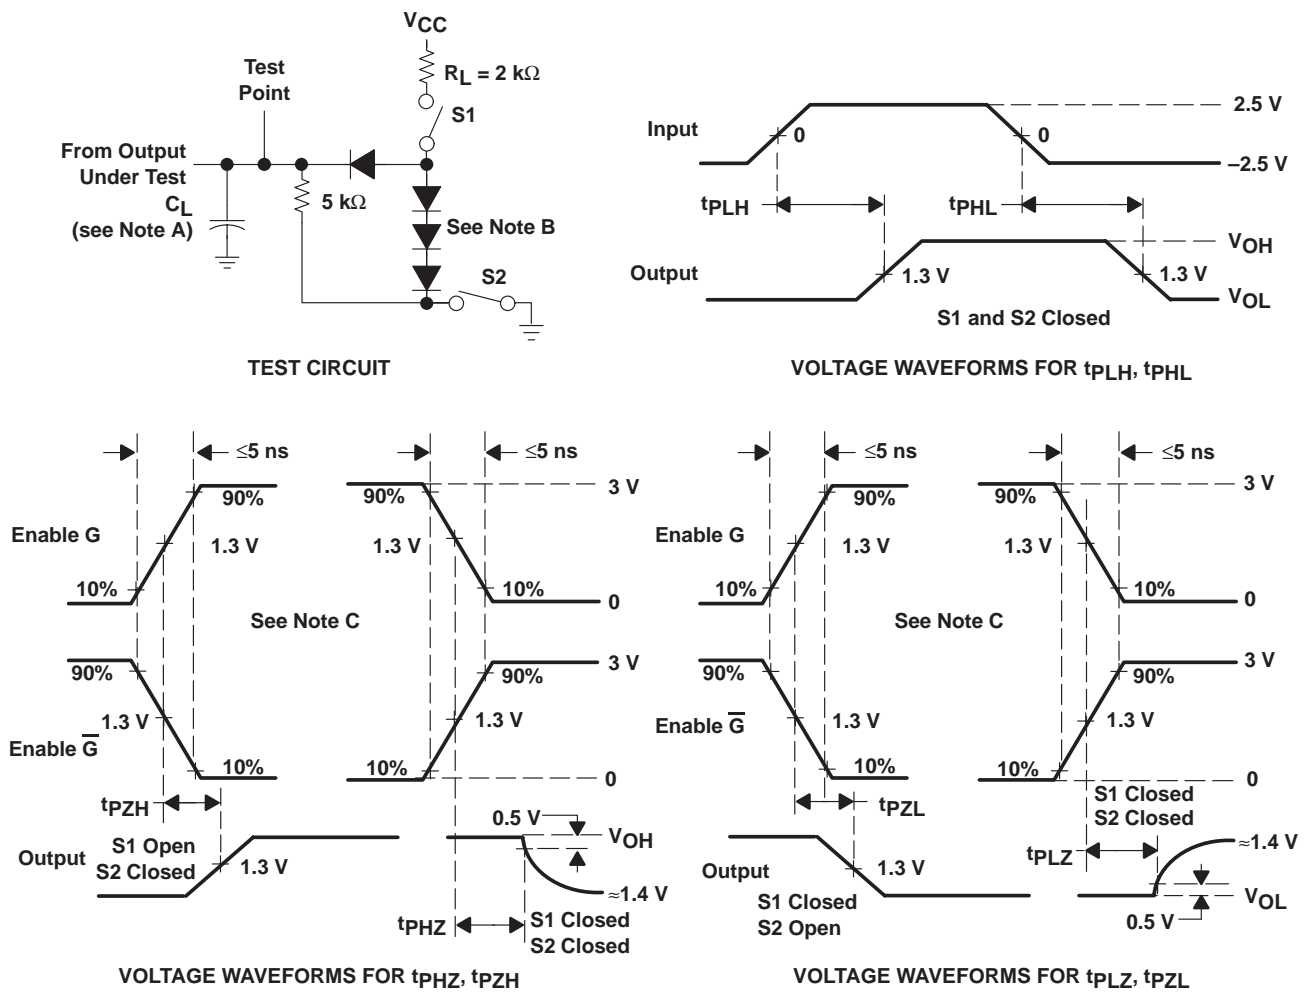 VCC
RL = 2 kΩ
S1
Test
Point
From Output
Under Test
CL
(see Note A)
5 kΩ
See Note B
S2
TEST CIRCUIT
Input
0
0
2.5 V
–2.5 V
tPLH
tPHL
Output
1.3 V
1.3 V
VOH
VOL
S1 and S2 Closed
VOLTAGE WAVEFORMS FOR tPLH, tPHL
≤5 ns
≤5 ns
90%
90%
3 V
Enable G
1.3 V
1.3 V
10%
10%
0
See Note C
90%
90%
3 V
1.3 V
1.3 V
Enable G̅
10%
10%
0
tPZH
S1 Open
S2 Closed
Output
1.3 V
0.5 V
VOH
≈1.4 V
tPHZ
S1 Closed
S2 Closed
VOLTAGE WAVEFORMS FOR tPHZ, tPZH
≤5 ns
≤5 ns
90%
90%
3 V
Enable G
1.3 V
1.3 V
10%
10%
0
See Note C
90%
90%
3 V
Enable G̅
1.3 V
1.3 V
10%
10%
0
tPZL
S1 Closed
S2 Closed
Output
1.3 V
S1 Closed
S2 Open
tPLZ
≈1.4 V
VOL
0.5 V
VOLTAGE WAVEFORMS FOR tPLZ, tPZL